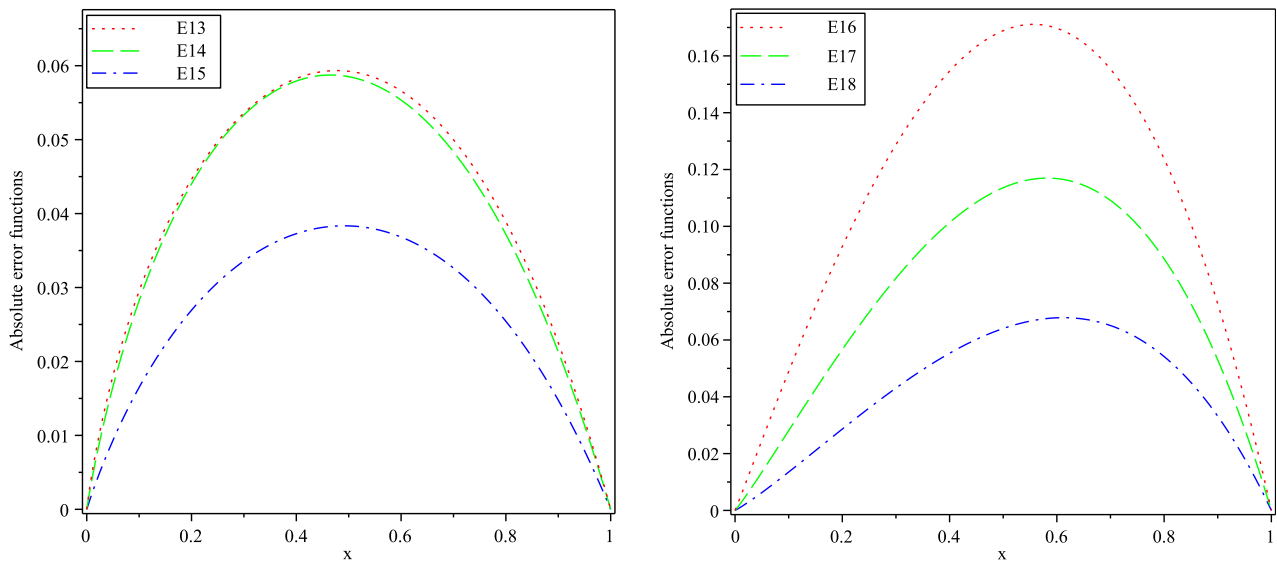 E13
E14
E15
0.06
0.05
0.04
0.03
0.02
0.01
0
Absolute error functions
0 0.2 0.4 0.6 0.8 1
x
E16
E17
E18
0.16
0.14
0.12
0.10
0.08
0.06
0.04
0.02
0
Absolute error functions
0 0.2 0.4 0.6 0.8 1
x